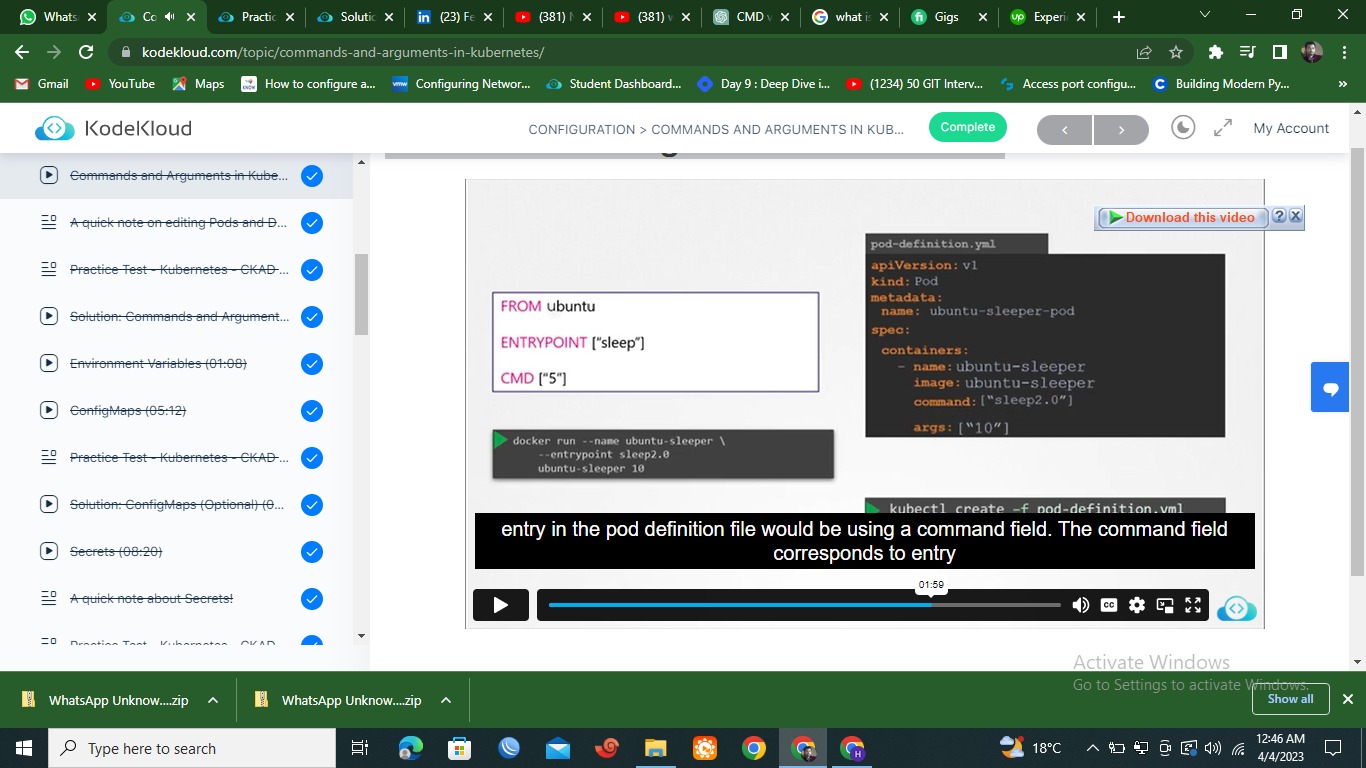 Whats
Co
Practic
Solutic
in (23) Fe
(381)
(381)
CMD
what is
fi Gigs
up Experi
kodekloud.com/topic/commands-and-arguments-in-kubernetes/
Gmail
YouTube
Maps
How to configure a...
vmw Configuring Networ...
Student Dashboard...
Day 9 : Deep Dive i...
(1234) 50 GIT Interv...
Access port configu...
Building Modern Py...
»
KodeKloud
CONFIGURATION > COMMANDS AND ARGUMENTS IN KUB...
Complete
My Account
Commands and Arguments in Kube...
A quick note on editing Pods and D...
Practice Test - Kubernetes - CKAD ...
Solution: Commands and Argument...
Environment Variables (01:08)
ConfigMaps (05:12)
Practice Test - Kubernetes - CKAD ...
Solution: ConfigMaps (Optional) (0...
Secrets (08:20)
A quick note about Secrets!
Practice Test - Kubernetes - CKAD
Download this video
? X
FROM ubuntu
ENTRYPOINT ["sleep"]
CMD ["5"]
docker run --name ubuntu-sleeper \
--entrypoint sleep2.0
ubuntu-sleeper 10
pod-definition.yml
apiVersion: v1
kind: Pod
metadata:
name: ubuntu-sleeper-pod
spec:
containers:
- name: ubuntu-sleeper
image: ubuntu-sleeper
command: ["sleep2.0"]
args: ["10"]
kubectl create -f pod-definition.yml
entry in the pod definition file would be using a command field. The command field
corresponds to entry
01:59
CC
Activate Windows
Go to Settings to activate Windows.
WhatsApp Unknow....zip
WhatsApp Unknow....zip
Show all
Type here to search
H
18°C
12:46 AM
4/4/2023